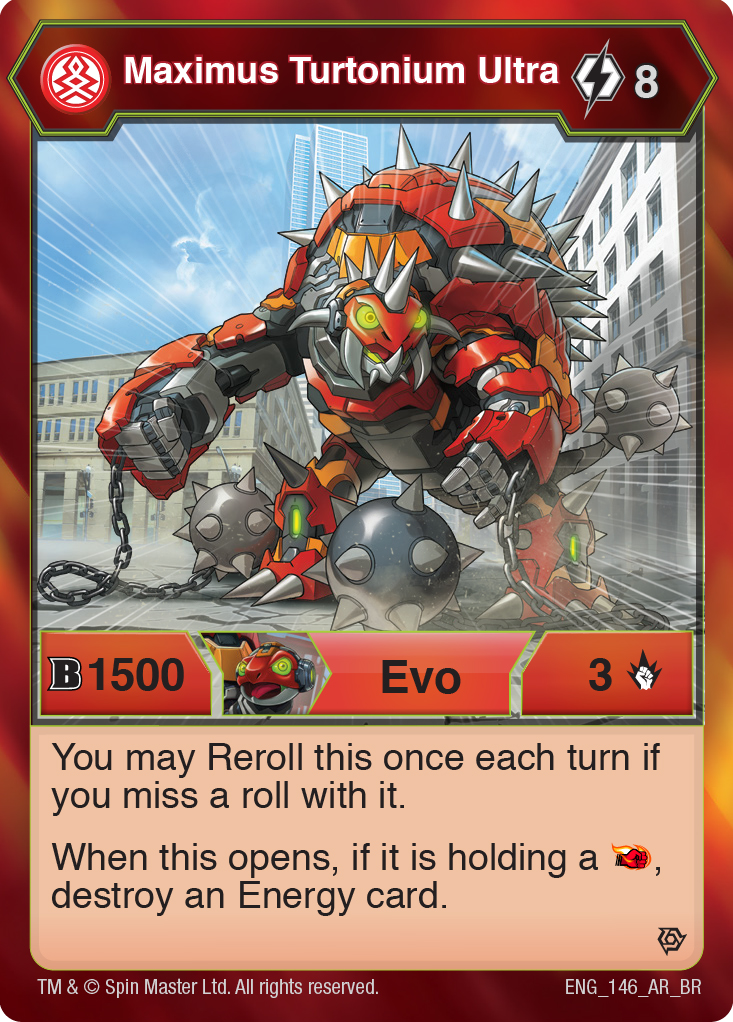 Maximus Turtonium Ultra 8
B 1500 Evo 3
You may Reroll this once each turn if
you miss a roll with it.
When this opens, if it is holding a ,
destroy an Energy card.
TM & © Spin Master Ltd. All rights reserved. ENG_146_AR_BR